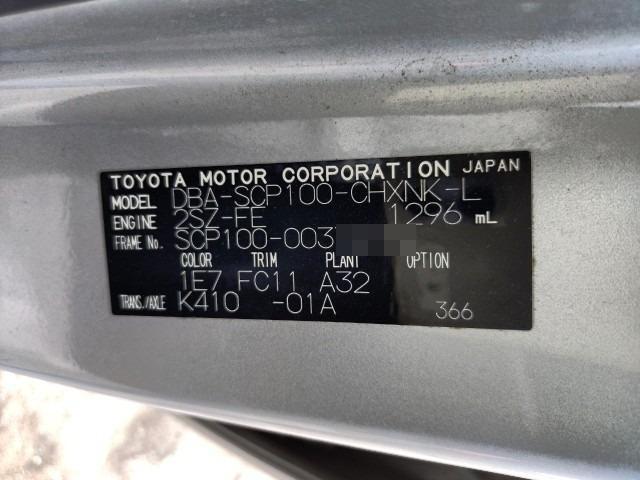 TOYOTA MOTOR CORPORATION JAPAN
MODEL DBA-SCP100-CHXNK-L
ENGINE 2SZ-FE 1296 mL
FRAME No. SCP100-003
COLOR TRIM PLANT OPTION
1E7 FC11 A32
TRANS./AXLE K410 -01A 366